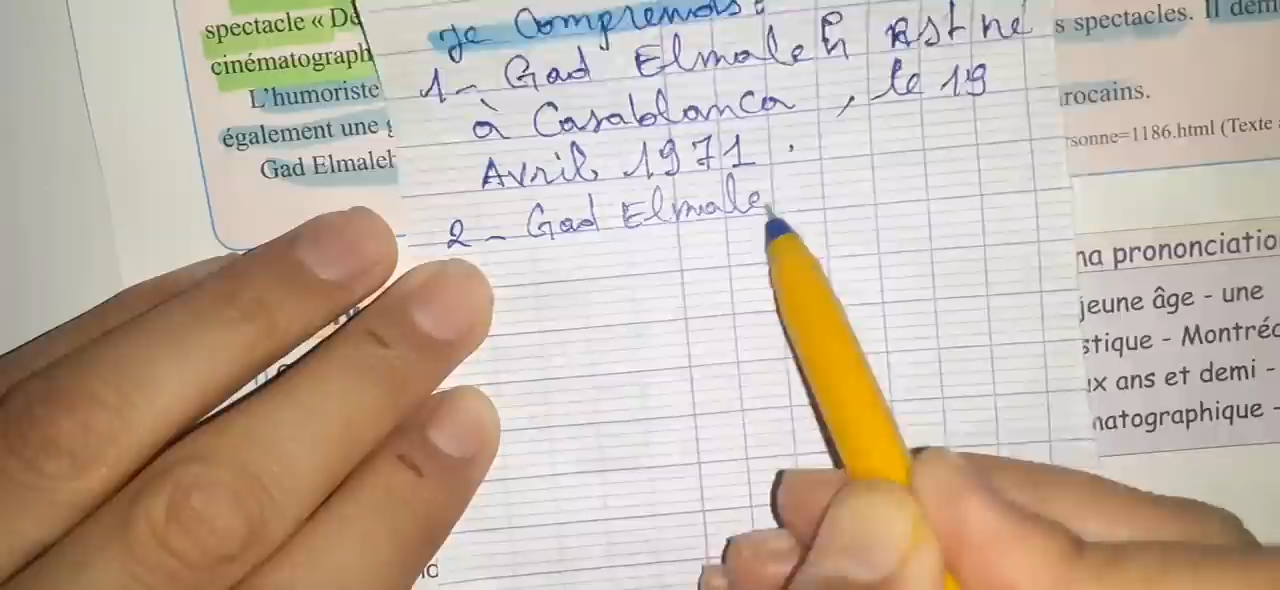 spectacle « De
cinématograph
L'humoriste
également une
Gad Elmaleh
Je Comprends :
1- Gad Elmaleh est né
à Casablanca, le 19
Avril 1971.
2- Gad Elmale
s spectacles. Il dem
rocains.
sonne=1186.html (Texte
na prononciatio
jeune âge - une
stique - Montréa
ux ans et demi -
natographique -